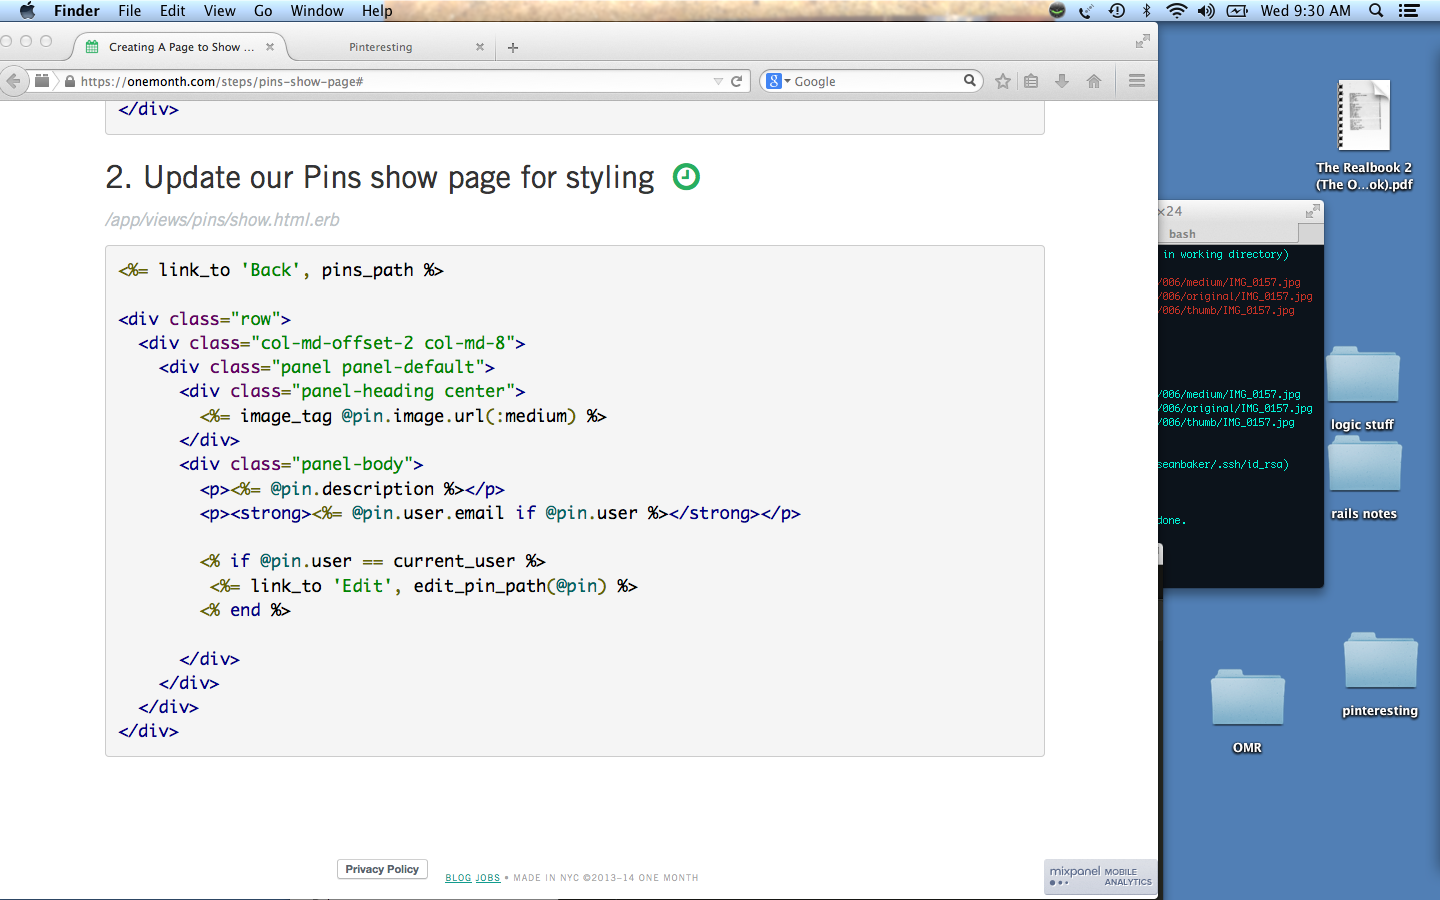 Finder File Edit View Go Window Help Wed 9:30 AM
Creating A Page to Show ...
Pinteresting
https://onemonth.com/steps/pins-show-page#
Google
</div>
2. Update our Pins show page for styling
/app/views/pins/show.html.erb
<%= link_to 'Back', pins_path %>
<div class="row">
<div class="col-md-offset-2 col-md-8">
<div class="panel panel-default">
<div class="panel-heading center">
<%= image_tag @pin.image.url(:medium) %>
</div>
<div class="panel-body">
<p><%= @pin.description %></p>
<p><strong><%= @pin.user.email if @pin.user %></strong></p>
<% if @pin.user == current_user %>
<%= link_to 'Edit', edit_pin_path(@pin) %>
<% end %>
</div>
</div>
</div>
</div>
Privacy Policy
BLOG JOBS • MADE IN NYC ©2013–14 ONE MONTH
mixpanel MOBILE
ANALYTICS
The Realbook 2
(The O...ok).pdf
×24
bash
in working directory)
/006/medium/IMG_0157.jpg
/006/original/IMG_0157.jpg
/006/thumb/IMG_0157.jpg
/006/medium/IMG_0157.jpg
/006/original/IMG_0157.jpg
/006/thumb/IMG_0157.jpg
seanbaker/.ssh/id_rsa)
done.
logic stuff
rails notes
pinteresting
OMR